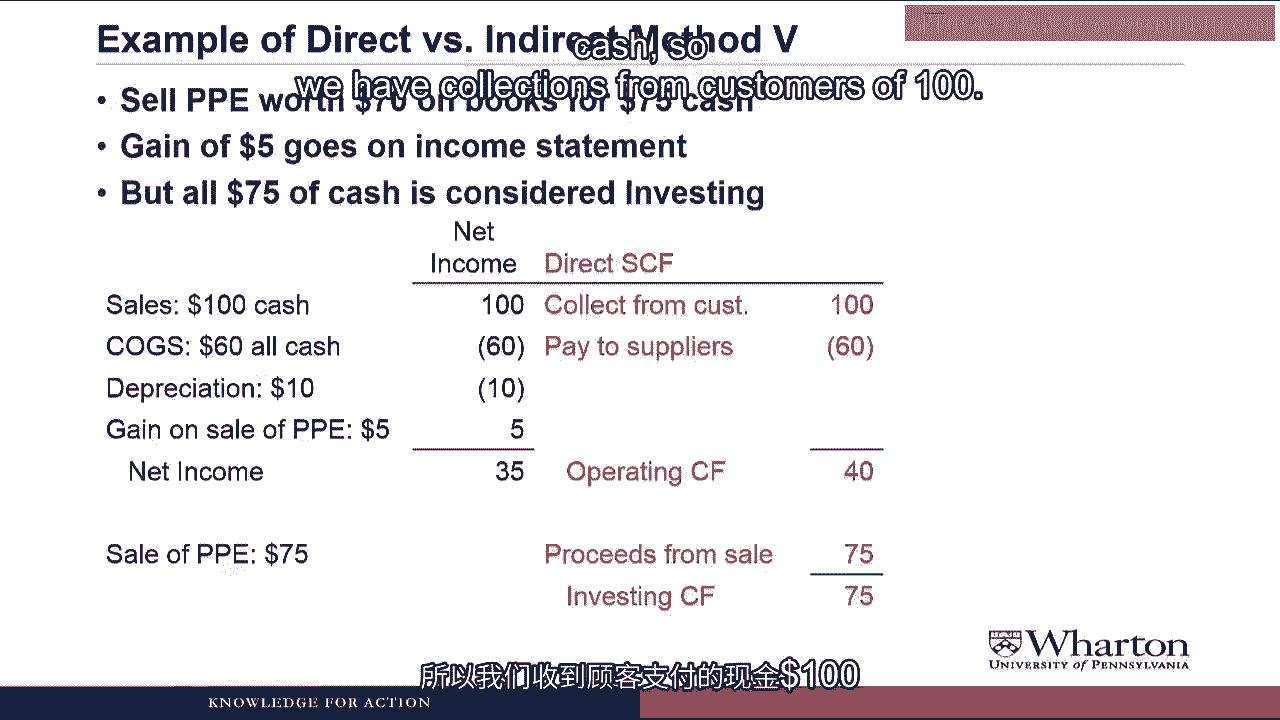 Example of Direct vs. Indirect Method V
cash, so
we have collections from customers of 100.
• Sell PPE worth $70 on books for $75 cash
• Gain of $5 goes on income statement
• But all $75 of cash is considered Investing
Net
Income Direct SCF
Sales: $100 cash 100 Collect from cust. 100
COGS: $60 all cash (60) Pay to suppliers (60)
Depreciation: $10 (10)
Gain on sale of PPE: $5 5
Net Income 35 Operating CF 40
Sale of PPE: $75 Proceeds from sale 75
Investing CF 75
Wharton
UNIVERSITY of PENNSYLVANIA
所以我们收到顾客支付的现金$100
KNOWLEDGE FOR ACTION